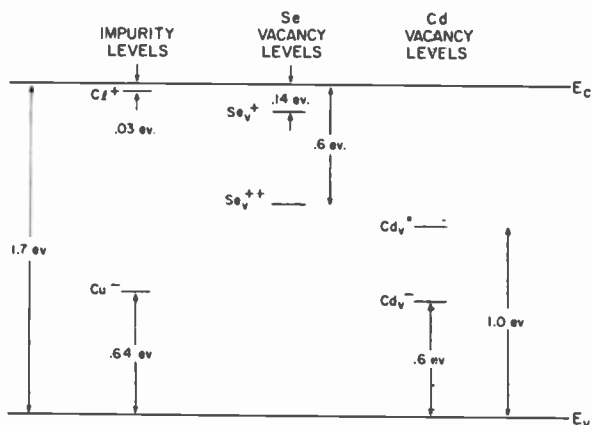 IMPURITY
LEVELS
Se
VACANCY
LEVELS
Cd
VACANCY
LEVELS
Ec
Cl+
.03 ev.
.14 ev.
Sev+
.6 ev.
Sev++
Cdv=
1.7 ev
Cu-
Cdv-
1.0 ev
.64 ev
.6 ev
Ev